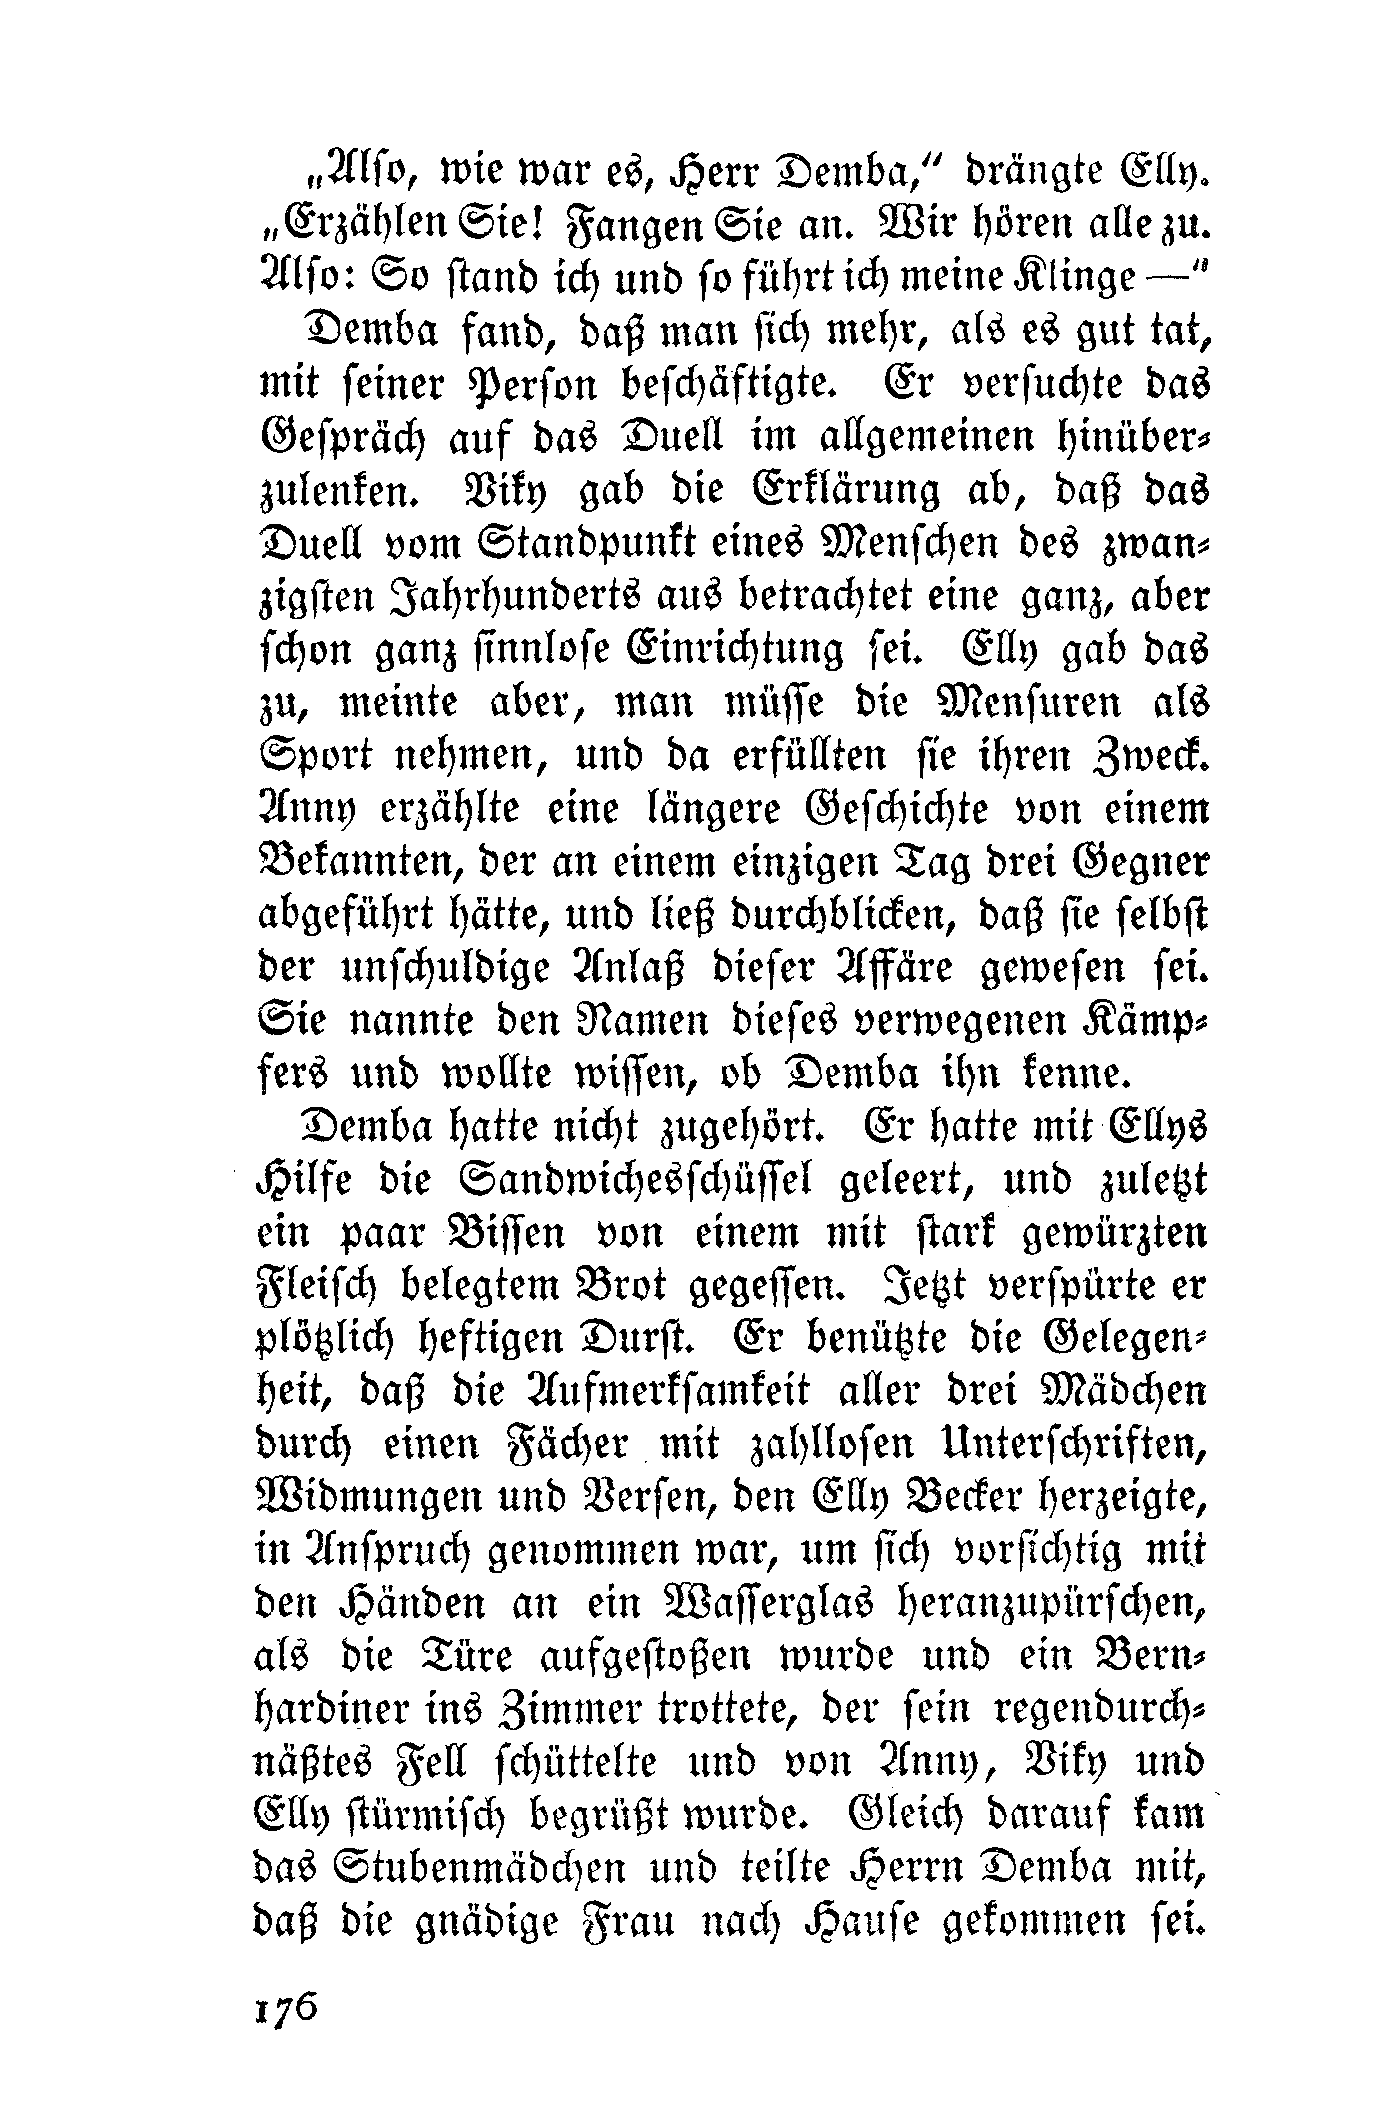 „Also, wie war es, Herr Demba,“ drängte Elly.
„Erzählen Sie! Fangen Sie an. Wir hören alle zu.
Also: So stand ich und so führt ich meine Klinge —“
Demba fand, daß man sich mehr, als es gut tat,
mit seiner Person beschäftigte. Er versuchte das
Gespräch auf das Duell im allgemeinen hinüber-
zulenken. Viky gab die Erklärung ab, daß das
Duell vom Standpunkt eines Menschen des zwan-
zigsten Jahrhunderts aus betrachtet eine ganz, aber
schon ganz sinnlose Einrichtung sei. Elly gab das
zu, meinte aber, man müsse die Mensuren als
Sport nehmen, und da erfüllten sie ihren Zweck.
Anny erzählte eine längere Geschichte von einem
Bekannten, der an einem einzigen Tag drei Gegner
abgeführt hätte, und ließ durchblicken, daß sie selbst
der unschuldige Anlaß dieser Affäre gewesen sei.
Sie nannte den Namen dieses verwegenen Kämp-
fers und wollte wissen, ob Demba ihn kenne.
Demba hatte nicht zugehört. Er hatte mit Ellys
Hilfe die Sandwichesschüssel geleert, und zuletzt
ein paar Bissen von einem mit stark gewürzten
Fleisch belegtem Brot gegessen. Jetzt verspürte er
plötzlich heftigen Durst. Er benützte die Gelegen-
heit, daß die Aufmerksamkeit aller drei Mädchen
durch einen Fächer mit zahllosen Unterschriften,
Widmungen und Versen, den Elly Becker herzeigte,
in Anspruch genommen war, um sich vorsichtig mit
den Händen an ein Wasserglas heranzupürschen,
als die Türe aufgestoßen wurde und ein Bern-
hardiner ins Zimmer trottete, der sein regendurch-
näßtes Fell schüttelte und von Anny, Viky und
Elly stürmisch begrüßt wurde. Gleich darauf kam
das Stubenmädchen und teilte Herrn Demba mit,
daß die gnädige Frau nach Hause gekommen sei.
176